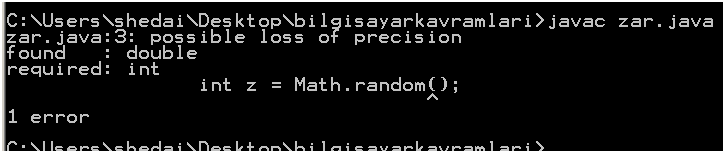 C:\Users\shedai\Desktop\bilgisayarkavramlari>javac zar.java
zar.java:3: possible loss of precision
found   : double
required: int
                int z = Math.random();
                                   ^
1 error

C:\Users\shedai\Desktop\bilgisayarkavramlari>